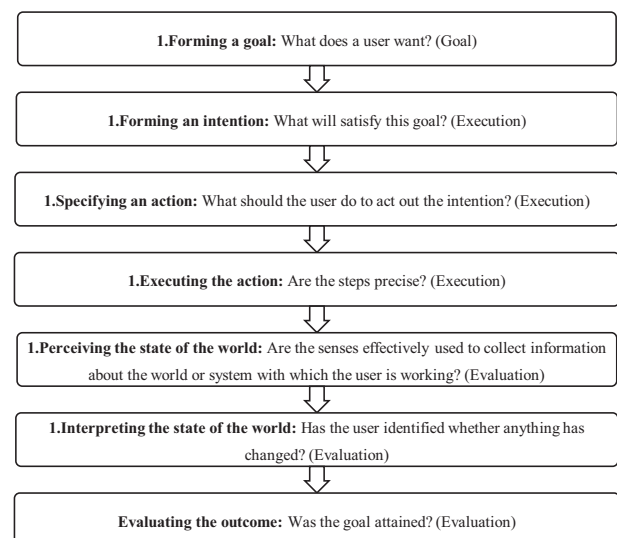 1.Forming a goal: What does a user want? (Goal)
1.Forming an intention: What will satisfy this goal? (Execution)
1.Specifying an action: What should the user do to act out the intention? (Execution)
1.Executing the action: Are the steps precise? (Execution)
1.Perceiving the state of the world: Are the senses effectively used to collect information
about the world or system with which the user is working? (Evaluation)
1.Interpreting the state of the world: Has the user identified whether anything has
changed? (Evaluation)
Evaluating the outcome: Was the goal attained? (Evaluation)